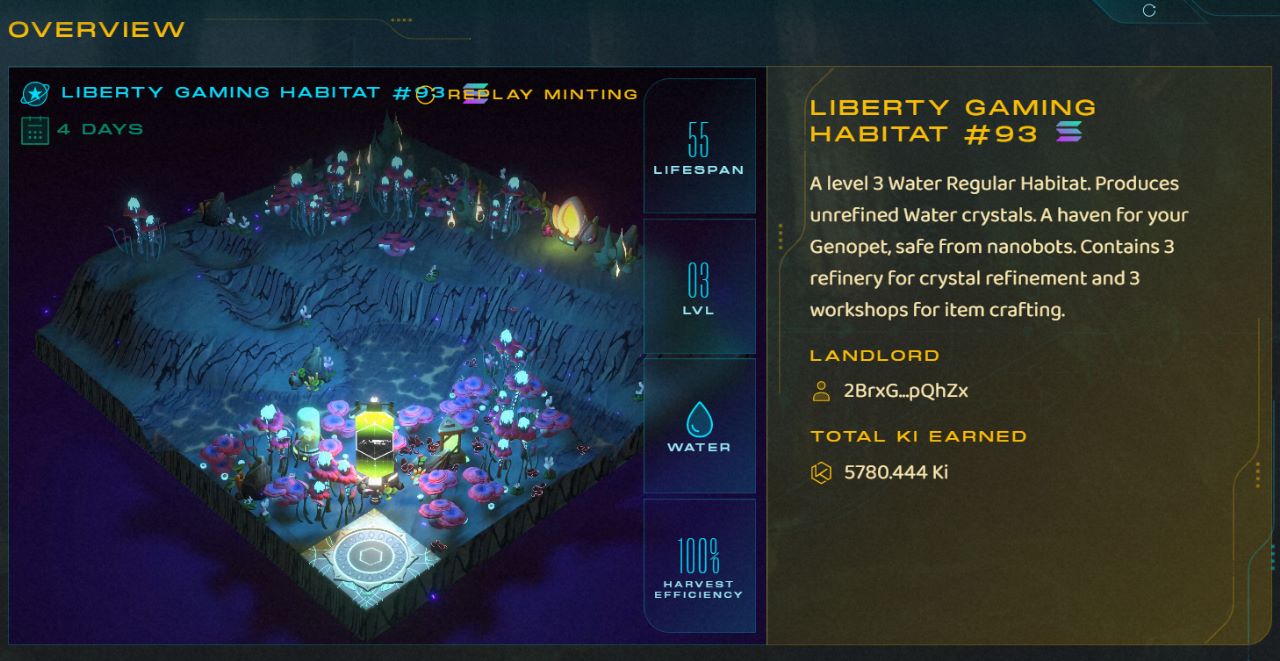 OVERVIEW
LIBERTY GAMING HABITAT #93
REPLAY MINTING
4 DAYS
55
LIFESPAN
03
LVL
WATER
100%
HARVEST
EFFICIENCY
LIBERTY GAMING
HABITAT #93
A level 3 Water Regular Habitat. Produces
unrefined Water crystals. A haven for your
Genopet, safe from nanobots. Contains 3
refinery for crystal refinement and 3
workshops for item crafting.
LANDLORD
2BrxG...pQhZx
TOTAL KI EARNED
5780.444 Ki